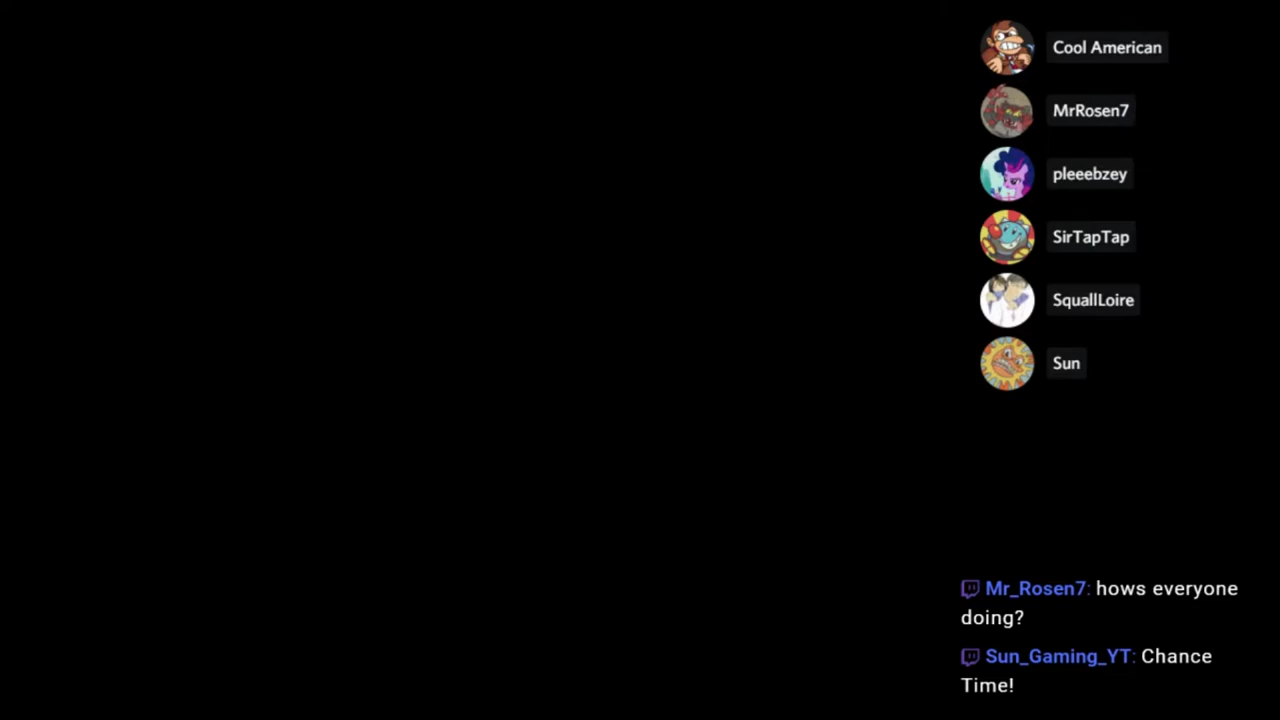 Cool American
MrRosen7
pleeebzey
SirTapTap
SquallLoire
Sun
Mr_Rosen7: hows everyone
doing?
Sun_Gaming_YT: Chance
Time!